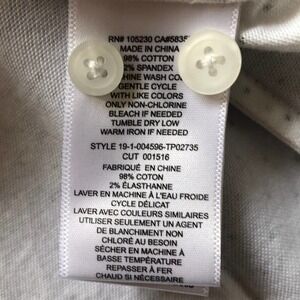 RN# 105230 CA#5835
MADE IN CHINA
98% COTTON
2% SPANDEX
HINE WASH CO
GENTLE CYCLE
WITH LIKE COLORS
ONLY NON-CHLORINE
BLEACH IF NEEDED
TUMBLE DRY LOW
WARM IRON IF NEEDED
STYLE 19-1-004596-TP02735
CUT 001516
FABRIQUÉ EN CHINE
98% COTON
2% ÉLASTHANNE
LAVER EN MACHINE À L'EAU FROIDE
CYCLE DÉLICAT
LAVER AVEC COULEURS SIMILAIRES
UTILISER SEULEMENT UN AGENT
DE BLANCHIMENT NON
CHLORÉ AU BESOIN
SÉCHER EN MACHINE À
BASSE TEMPÉRATURE
REPASSER À FER
CHAUD SI NÉCESSAIRE